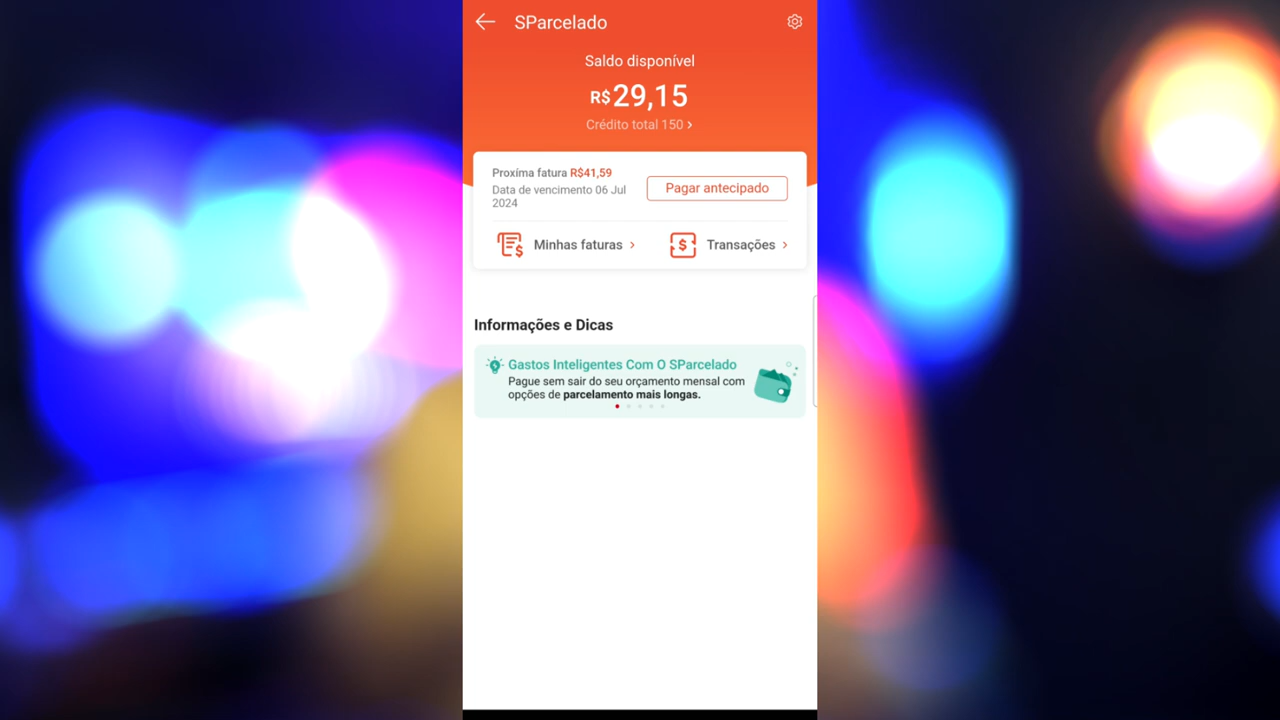 SParcelado
Saldo disponível
R$29,15
Crédito total 150 >
Proxíma fatura R$41,59
Data de vencimento 06 Jul
2024
Pagar antecipado
Minhas faturas >
Transações >
Informações e Dicas
Gastos Inteligentes Com O SParcelado
Pague sem sair do seu orçamento mensal com
opções de parcelamento mais longas.